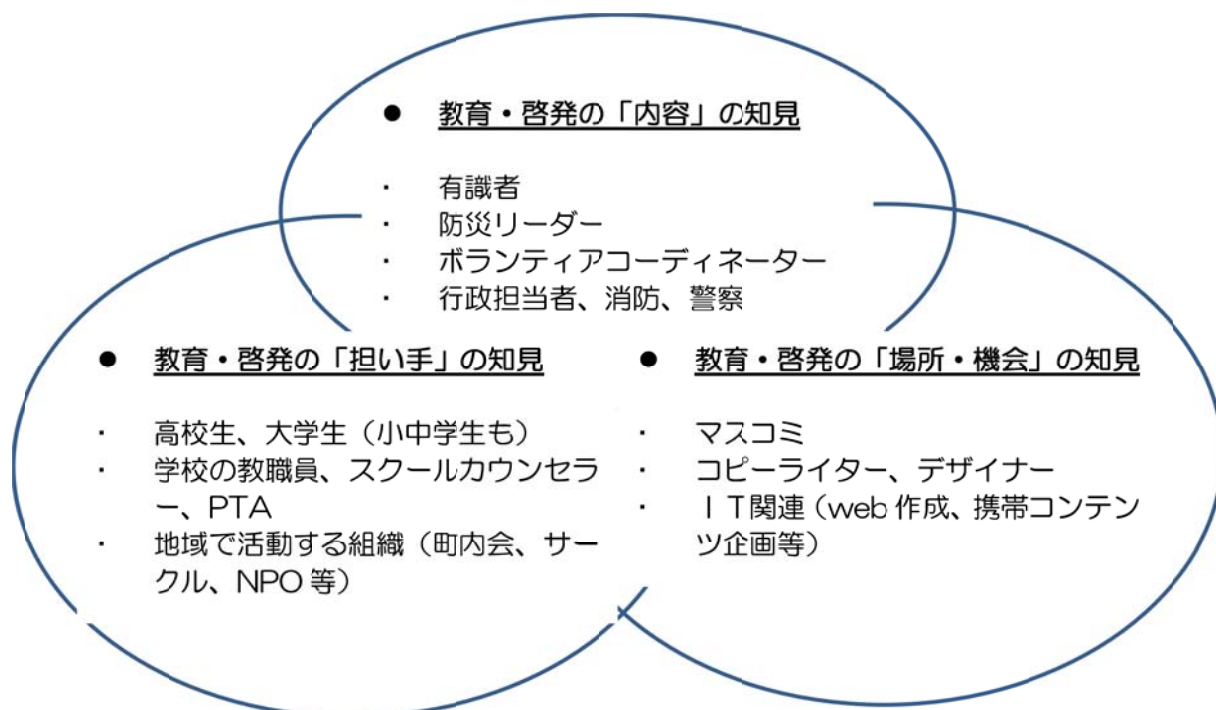 ● 教育・啓発の「内容」の知見
・ 有識者
・ 防災リーダー
・ ボランティアコーディネーター
・ 行政担当者、消防、警察
● 教育・啓発の「担い手」の知見
・ 高校生、大学生（小中学生も）
・ 学校の教職員、スクールカウンセラ
ー、PTA
・ 地域で活動する組織（町内会、サー
クル、NPO 等）
● 教育・啓発の「場所・機会」の知見
・ マスコミ
・ コピーライター、デザイナー
・ ＩＴ関連（web 作成、携帯コンテン
ツ企画等）